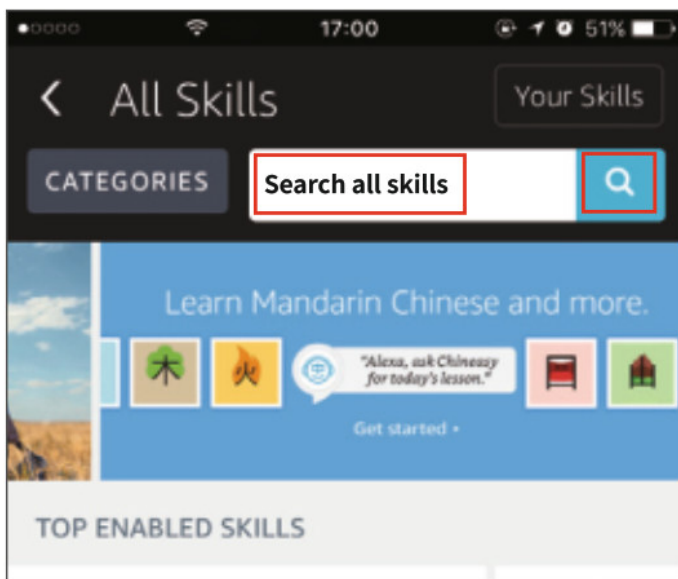 17:00
51%
All Skills
Your Skills
CATEGORIES
Search all skills
Learn Mandarin Chinese and more.
木
火
"Alexa, ask Chineasy
for today's lesson."
Get started
TOP ENABLED SKILLS